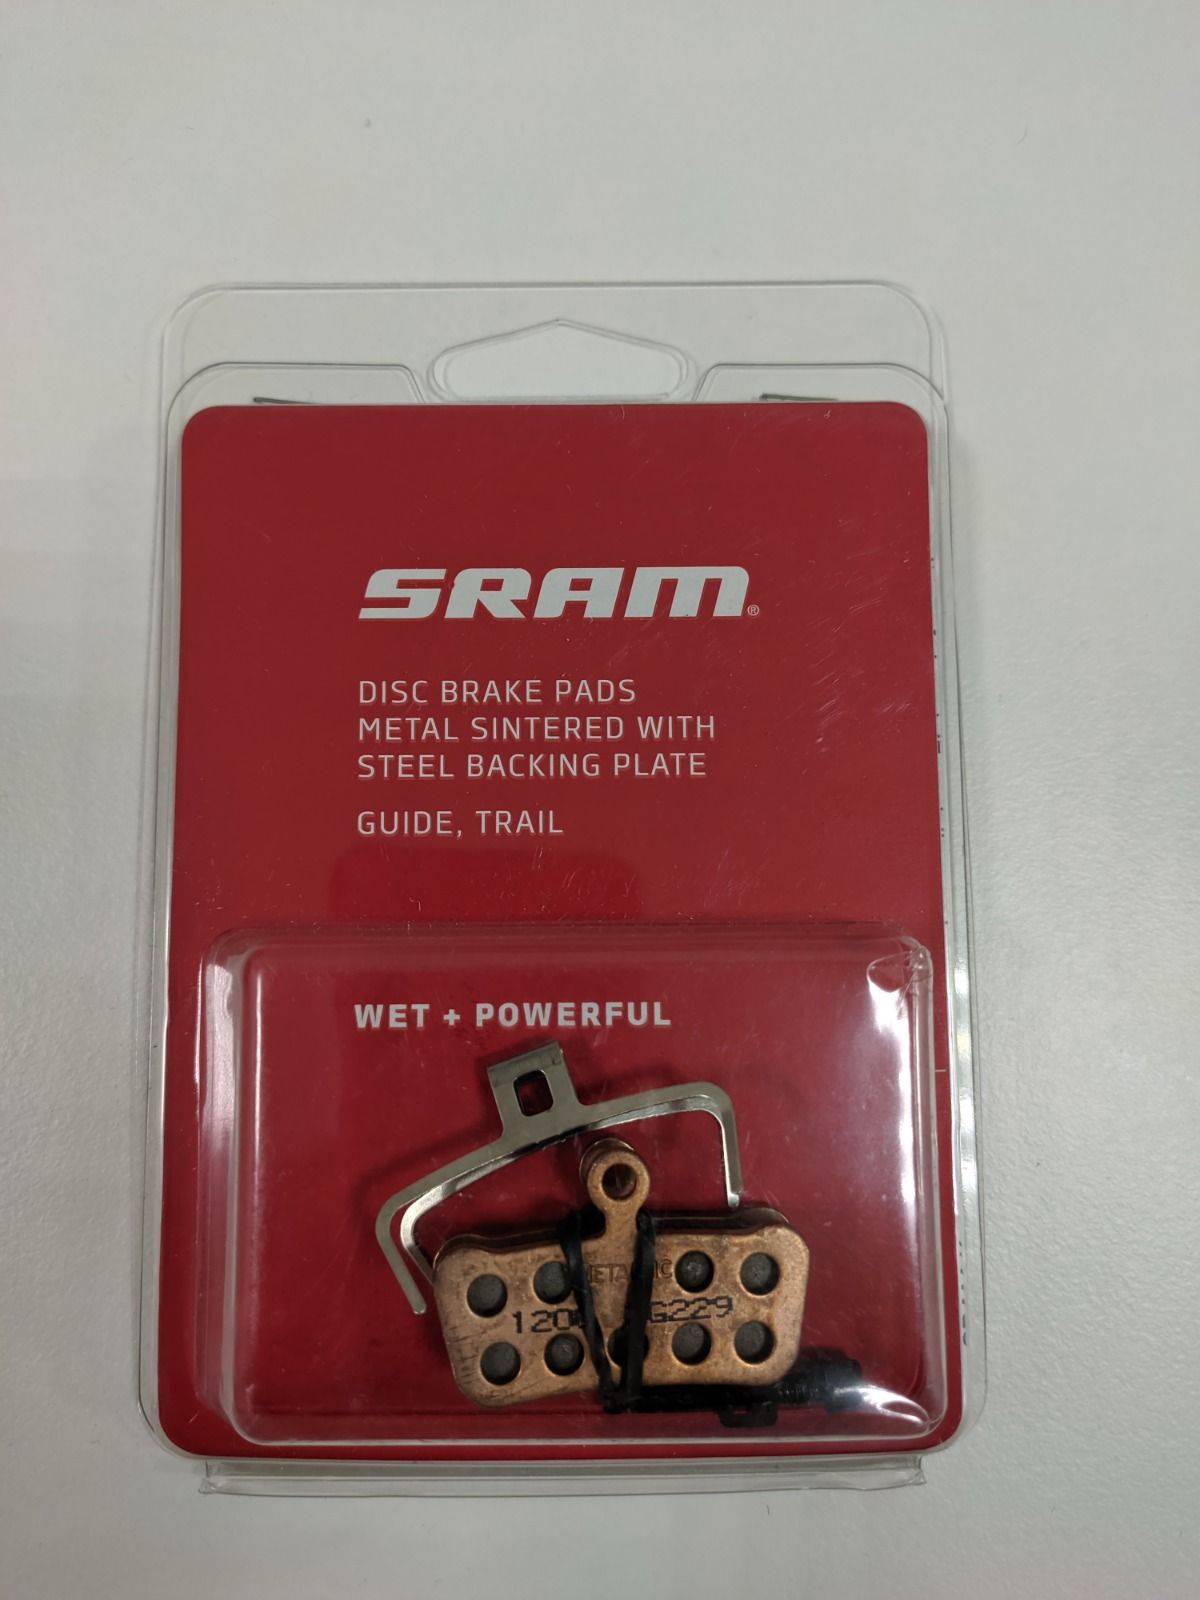 SRAM®
DISC BRAKE PADS
METAL SINTERED WITH
STEEL BACKING PLATE
GUIDE, TRAIL
WET + POWERFUL